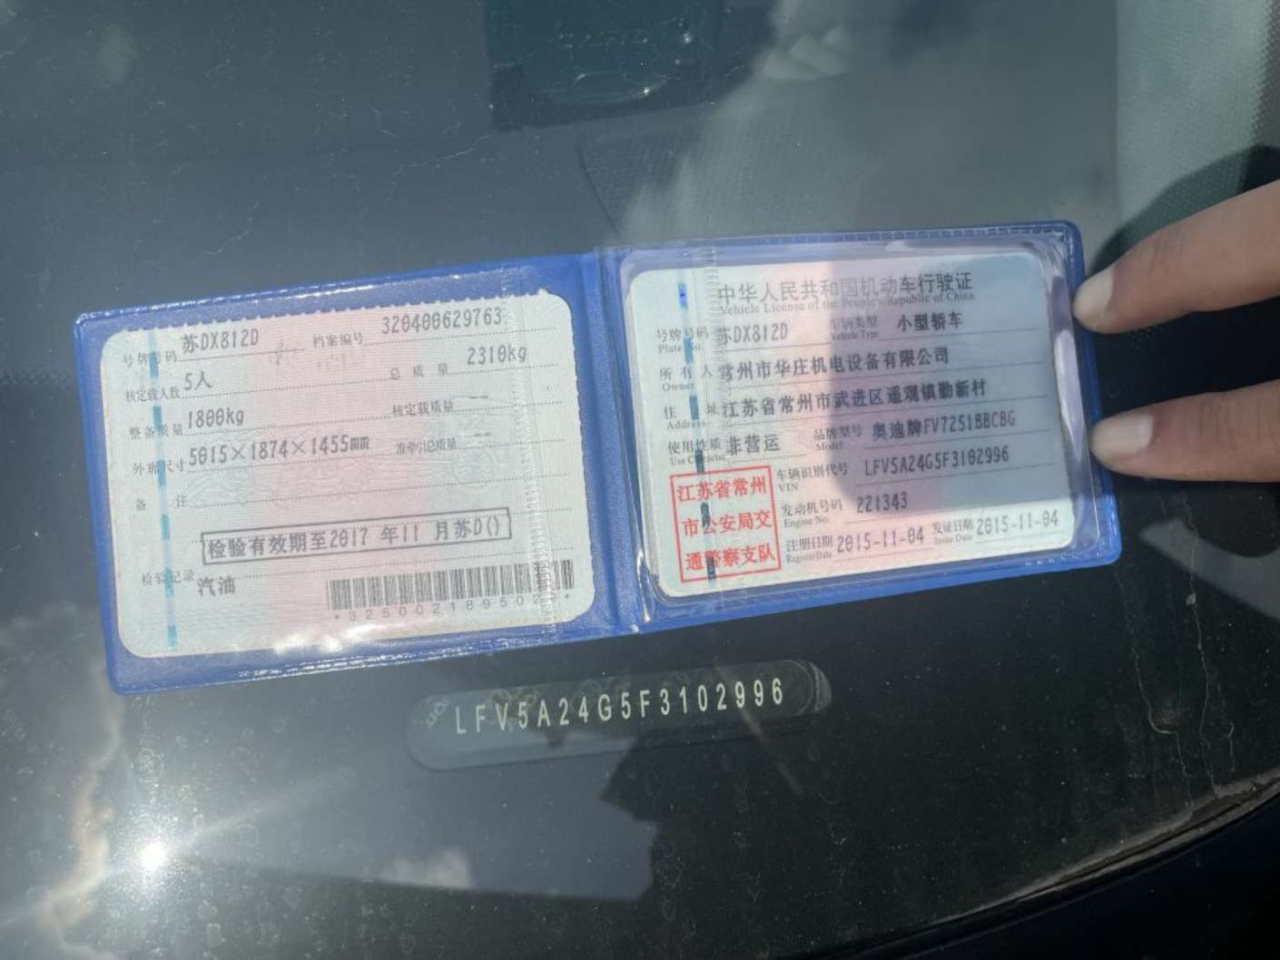 号牌号码 苏DX812D 档案编号 320400629763
核定载人数 5人 总质量 2310kg
整备质量 1800kg 核定载质量 --
外廓尺寸 5015×1874×1455mm 准牵引总质量 --
备注
检验有效期至2017 年11 月苏D()
检验记录
汽油
中华人民共和国机动车行驶证
Vehicle License of the People's Republic of China
号牌号码 苏DX812D 车辆类型 小型轿车
Plate No. Vehicle Type
所有人 常州市华庄机电设备有限公司
Owner
住址 江苏省常州市武进区遥观镇勤新村
Address
使用性质 非营运 品牌型号 奥迪牌FV7251BBCBG
Use Character Model
江苏省常州
市公安局交
通警察支队
车辆识别代号 LFV5A24G5F3102996
VIN
发动机号码 221343
Engine No.
注册日期 2015-11-04 发证日期 2015-11-04
Register Date Issue Date
LFV5A24G5F3102996